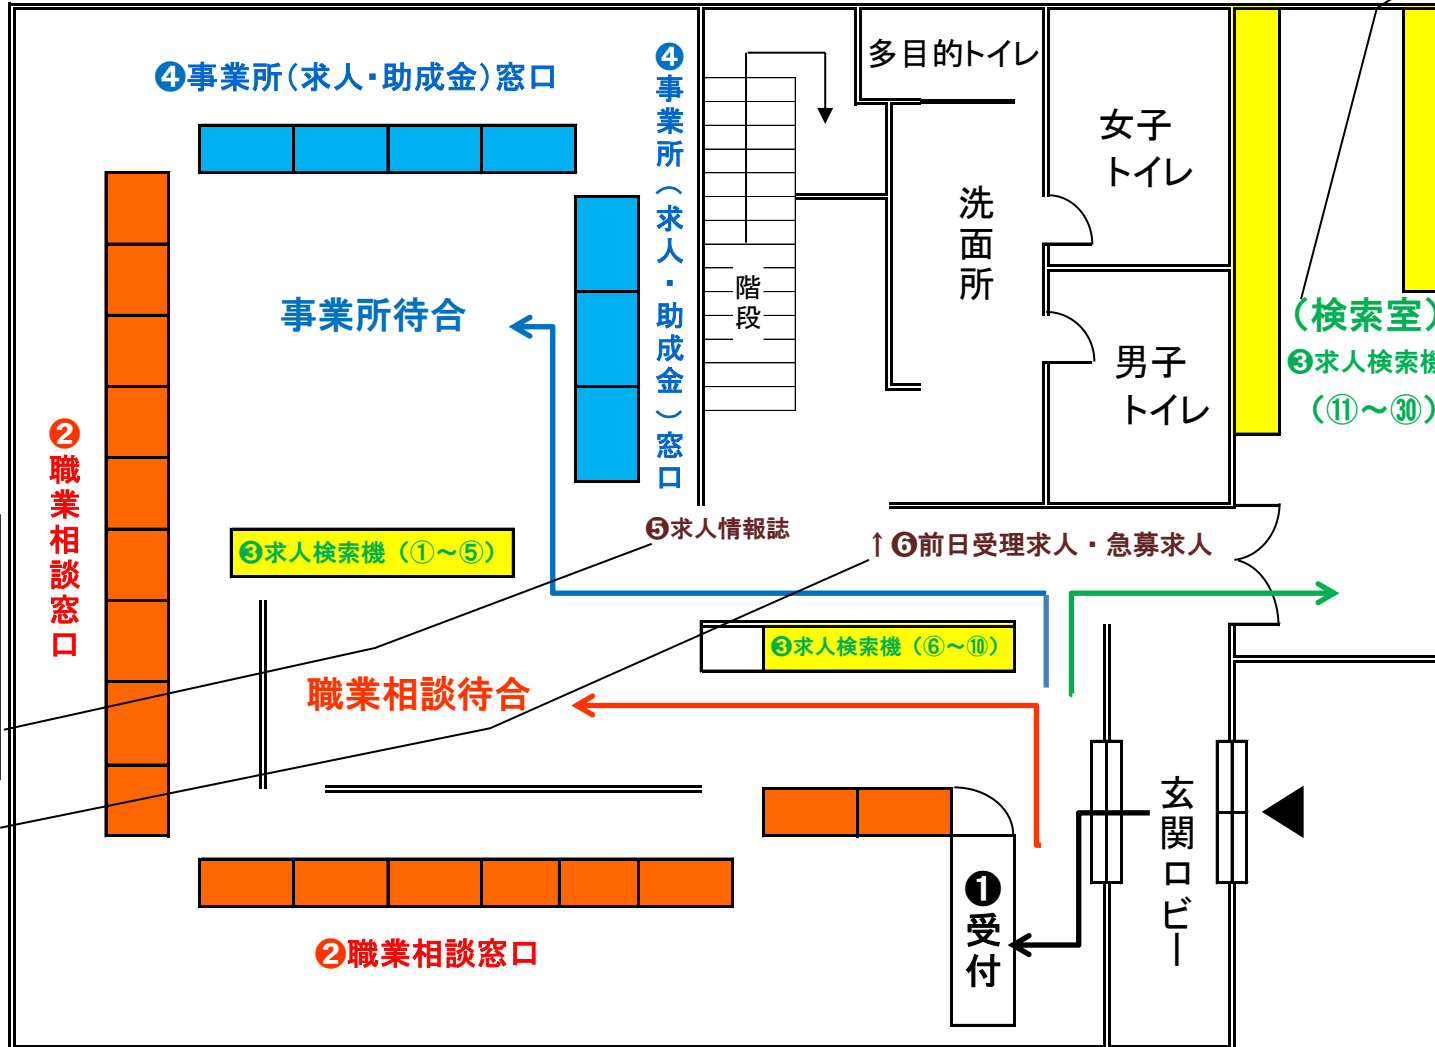 ❹事業所（求人・助成金）窓口
❹事業所（求人・助成金）窓口
多目的トイレ
女子
トイレ
洗面所
階段
事業所待合
（検索室）
❸求人検索機
（⑪～㉚）
男子
トイレ
❷職業相談窓口
❺求人情報誌
↑❻前日受理求人・急募求人
❸求人検索機（①～⑤）
❸求人検索機（⑥～⑩）
職業相談待合
玄関ロビー
❶受付
❷職業相談窓口